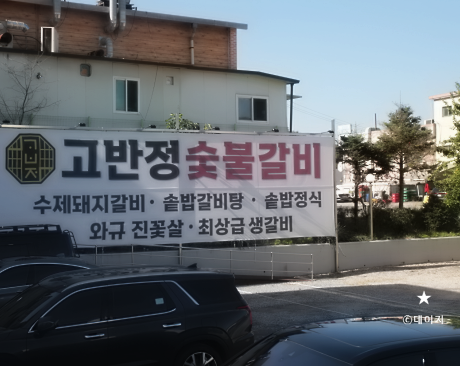 고반정 숯불갈비
수제돼지갈비 · 솥밥갈비탕 · 솥밥정식
와규 진꽃살 · 최상급 생갈비
©데이지